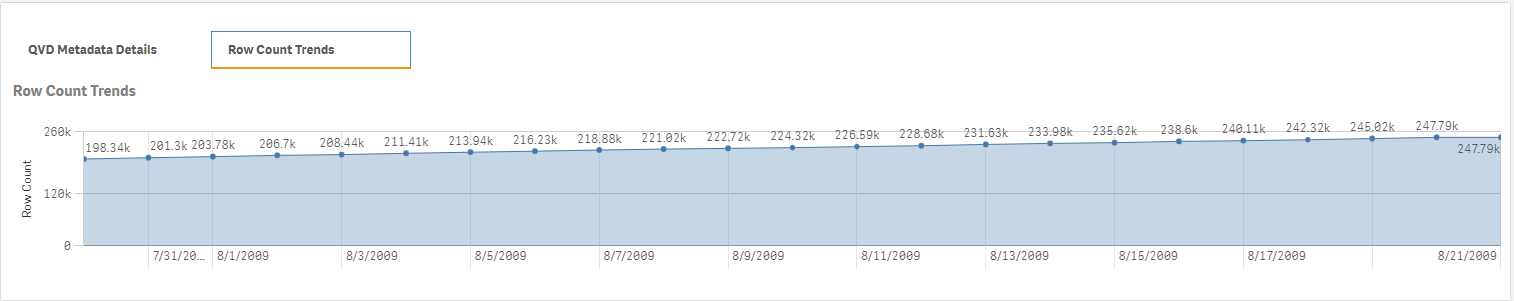 QVD Metadata Details
Row Count Trends
Row Count Trends
Row Count
260k
120k
0
198.34k 201.3k 203.78k 206.7k 208.44k 211.41k 213.94k 216.23k 218.88k 221.02k 222.72k 224.32k 226.59k 228.68k 231.63k 233.98k 235.62k 238.6k 240.11k 242.32k 245.02k 247.79k
247.79k
7/31/20... 8/1/2009 8/3/2009 8/5/2009 8/7/2009 8/9/2009 8/11/2009 8/13/2009 8/15/2009 8/17/2009 8/21/2009